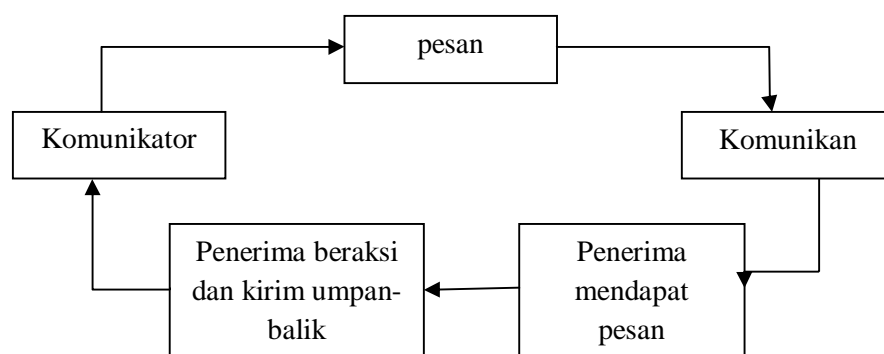 pesan
Komunikator
Komunikan
Penerima beraksi
dan kirim umpan-
balik
Penerima
mendapat
pesan